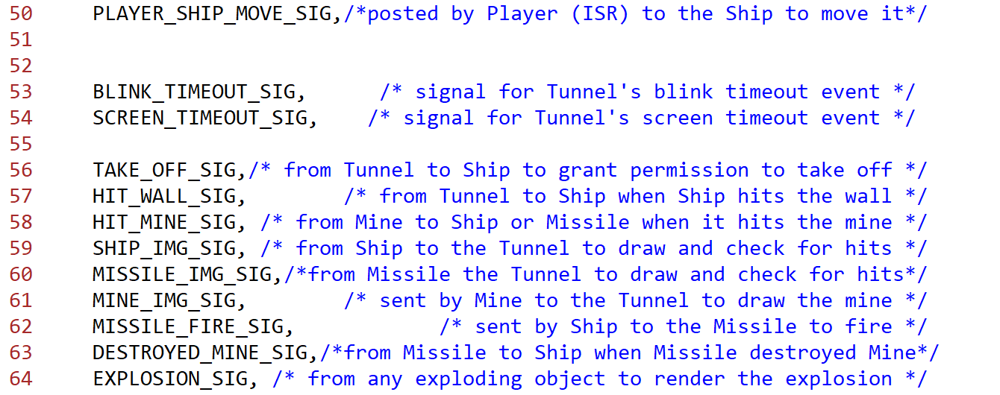 50     PLAYER_SHIP_MOVE_SIG,/*posted by Player (ISR) to the Ship to move it*/
51
52
53     BLINK_TIMEOUT_SIG,      /* signal for Tunnel's blink timeout event */
54     SCREEN_TIMEOUT_SIG,    /* signal for Tunnel's screen timeout event */
55
56     TAKE_OFF_SIG,/* from Tunnel to Ship to grant permission to take off */
57     HIT_WALL_SIG,        /* from Tunnel to Ship when Ship hits the wall */
58     HIT_MINE_SIG, /* from Mine to Ship or Missile when it hits the mine */
59     SHIP_IMG_SIG, /* from Ship to the Tunnel to draw and check for hits */
60     MISSILE_IMG_SIG,/*from Missile the Tunnel to draw and check for hits*/
61     MINE_IMG_SIG,        /* sent by Mine to the Tunnel to draw the mine */
62     MISSILE_FIRE_SIG,            /* sent by Ship to the Missile to fire */
63     DESTROYED_MINE_SIG,/*from Missile to Ship when Missile destroyed Mine*/
64     EXPLOSION_SIG, /* from any exploding object to render the explosion */